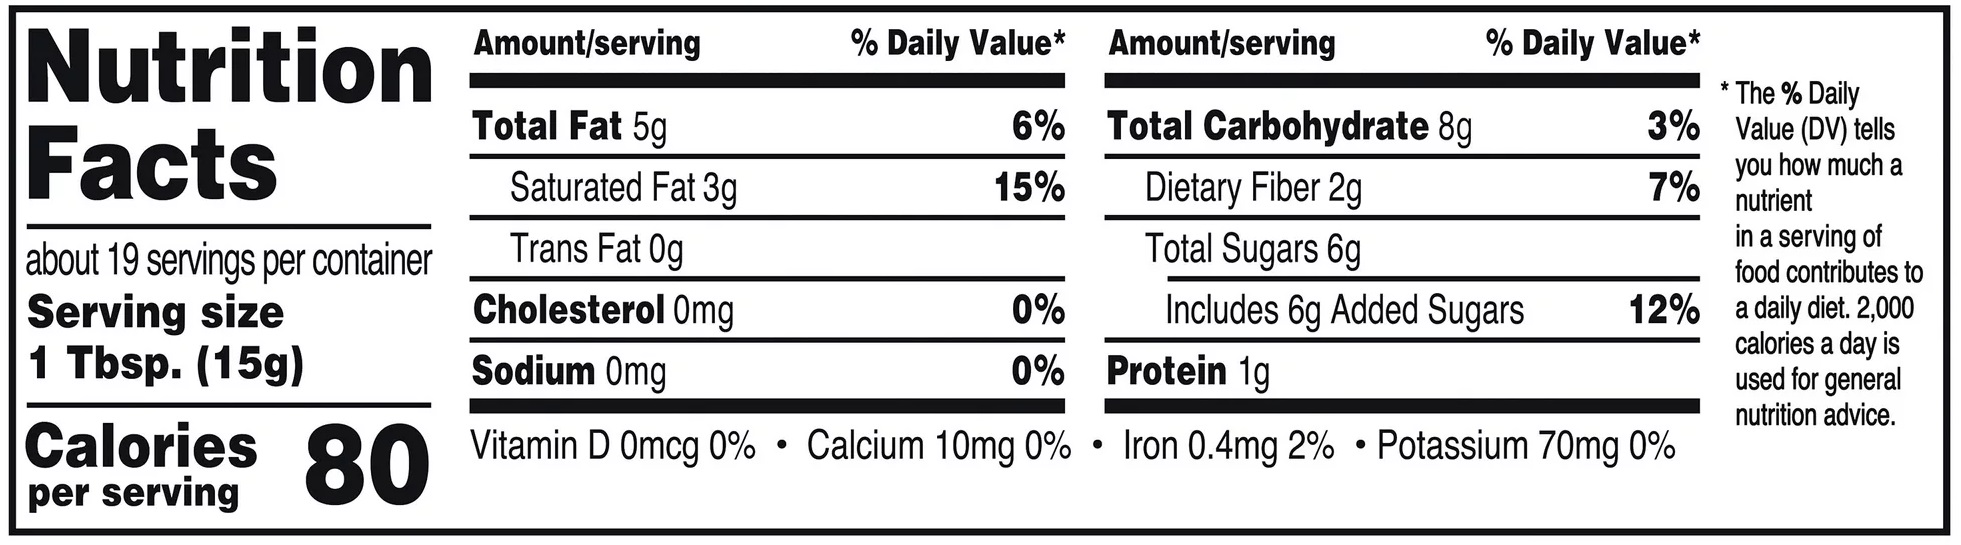 Nutrition
Facts
about 19 servings per container
Serving size
1 Tbsp. (15g)
Calories
per serving
80
Amount/serving % Daily Value*
Total Fat 5g 6%
Saturated Fat 3g 15%
Trans Fat 0g
Cholesterol 0mg 0%
Sodium 0mg 0%
Amount/serving % Daily Value*
Total Carbohydrate 8g 3%
Dietary Fiber 2g 7%
Total Sugars 6g
Includes 6g Added Sugars 12%
Protein 1g
Vitamin D 0mcg 0% • Calcium 10mg 0% • Iron 0.4mg 2% • Potassium 70mg 0%
* The % Daily
Value (DV) tells
you how much a
nutrient
in a serving of
food contributes to
a daily diet. 2,000
calories a day is
used for general
nutrition advice.